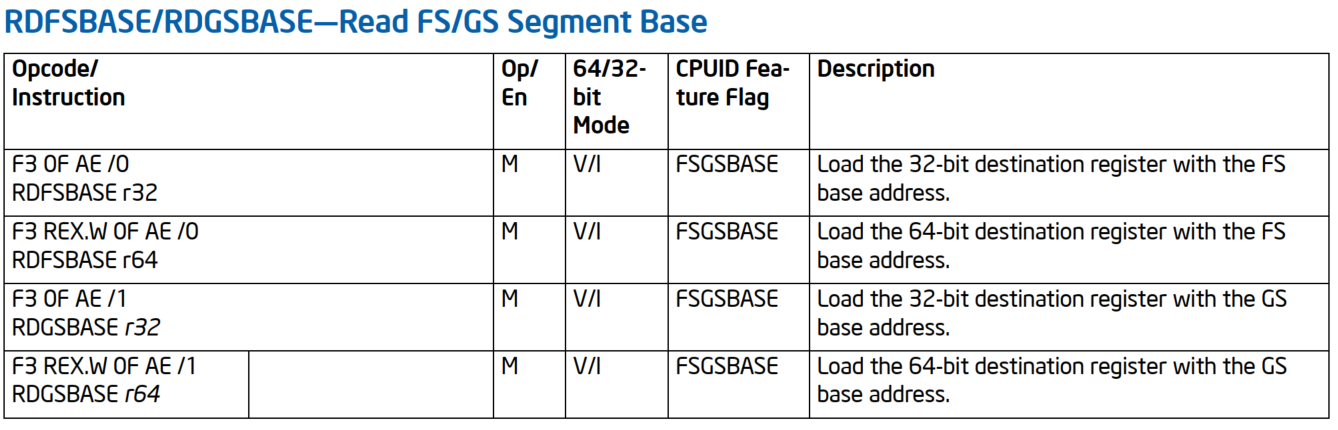 RDFSBASE/RDGSBASE—Read FS/GS Segment Base
Opcode/
Instruction
Op/
En
64/32-
bit
Mode
CPUID Fea-
ture Flag
Description
F3 0F AE /0
RDFSBASE r32
M
V/I
FSGSBASE
Load the 32-bit destination register with the FS
base address.
F3 REX.W 0F AE /0
RDFSBASE r64
M
V/I
FSGSBASE
Load the 64-bit destination register with the FS
base address.
F3 0F AE /1
RDGSBASE r32
M
V/I
FSGSBASE
Load the 32-bit destination register with the GS
base address.
F3 REX.W 0F AE /1
RDGSBASE r64
M
V/I
FSGSBASE
Load the 64-bit destination register with the GS
base address.